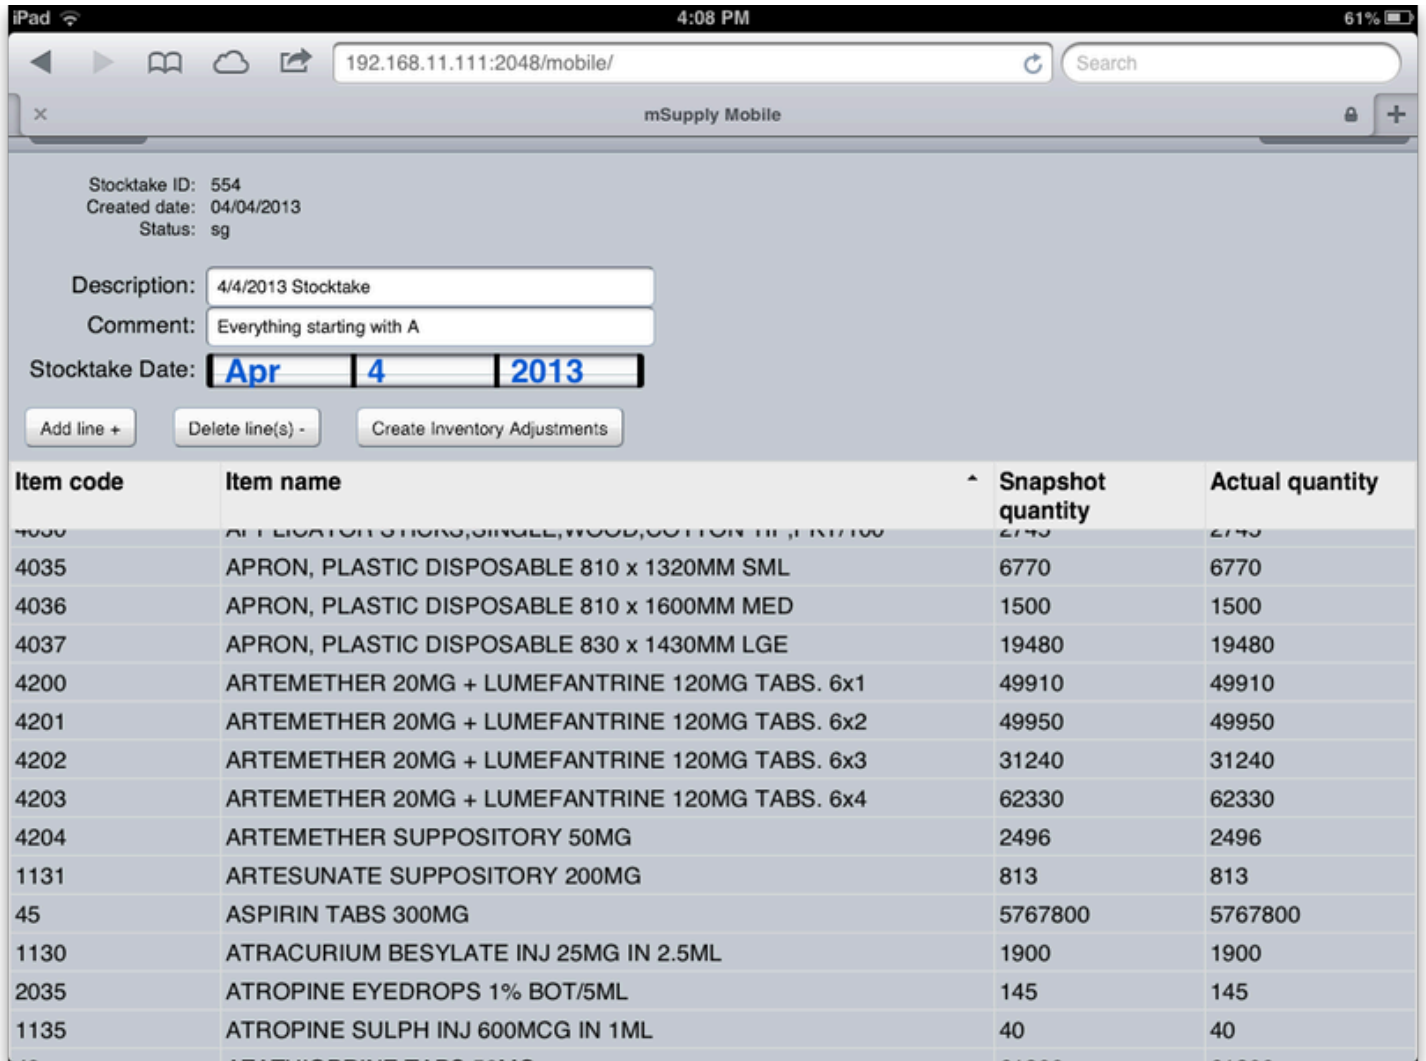 iPad 4:08 PM 61%
192.168.11.111:2048/mobile/ Search
mSupply Mobile
Stocktake ID: 554
Created date: 04/04/2013
Status: sg
Description: 4/4/2013 Stocktake
Comment: Everything starting with A
Stocktake Date: Apr 4 2013
Add line + Delete line(s) - Create Inventory Adjustments
Item code Item name Snapshot quantity Actual quantity
4035 APRON, PLASTIC DISPOSABLE 810 x 1320MM SML 6770 6770
4036 APRON, PLASTIC DISPOSABLE 810 x 1600MM MED 1500 1500
4037 APRON, PLASTIC DISPOSABLE 830 x 1430MM LGE 19480 19480
4200 ARTEMETHER 20MG + LUMEFANTRINE 120MG TABS. 6x1 49910 49910
4201 ARTEMETHER 20MG + LUMEFANTRINE 120MG TABS. 6x2 49950 49950
4202 ARTEMETHER 20MG + LUMEFANTRINE 120MG TABS. 6x3 31240 31240
4203 ARTEMETHER 20MG + LUMEFANTRINE 120MG TABS. 6x4 62330 62330
4204 ARTEMETHER SUPPOSITORY 50MG 2496 2496
1131 ARTESUNATE SUPPOSITORY 200MG 813 813
45 ASPIRIN TABS 300MG 5767800 5767800
1130 ATRACURIUM BESYLATE INJ 25MG IN 2.5ML 1900 1900
2035 ATROPINE EYEDROPS 1% BOT/5ML 145 145
1135 ATROPINE SULPH INJ 600MCG IN 1ML 40 40